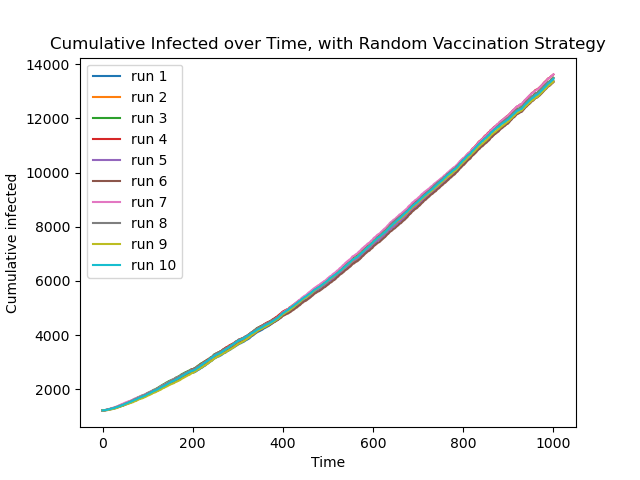 Cumulative Infected over Time, with Random Vaccination Strategy
14000
12000
10000
8000
6000
4000
2000
Cumulative infected
run 1
run 2
run 3
run 4
run 5
run 6
run 7
run 8
run 9
run 10
0 200 400 600 800 1000
Time